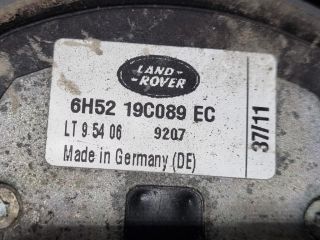 LAND-
-ROVER
6H52 19C089 EC
LT 9 54 06 9207
Made in Germany (DE)
37/11